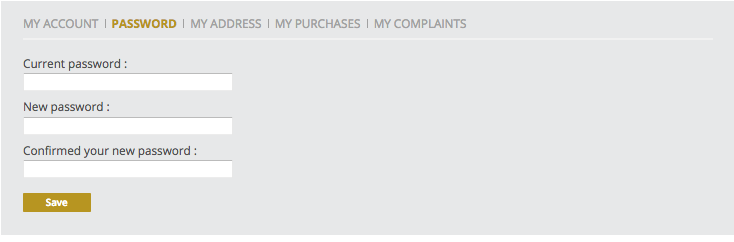 MY ACCOUNT | PASSWORD | MY ADDRESS | MY PURCHASES | MY COMPLAINTS
Current password :
New password :
Confirmed your new password :
Save